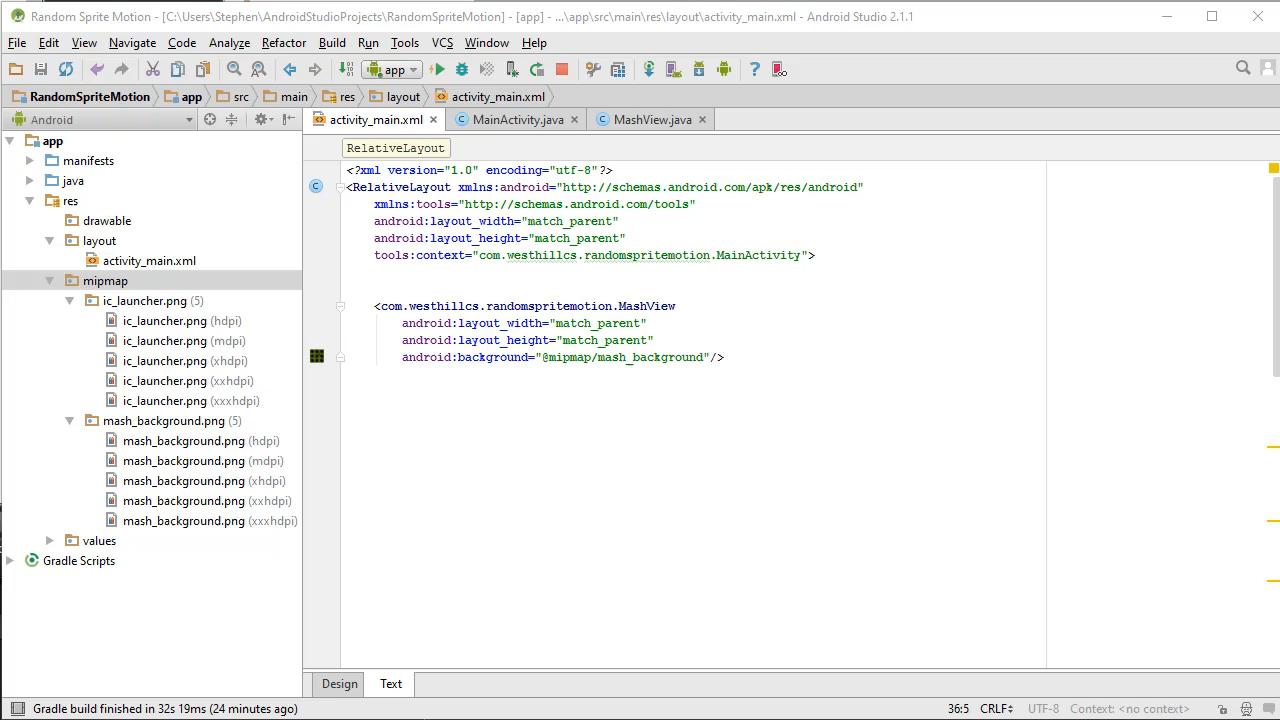 Random Sprite Motion - [C:\Users\Stephen\AndroidStudioProjects\RandomSpriteMotion] - [app] - ...\app\src\main\res\layout\activity_main.xml - Android Studio 2.1.1
File Edit View Navigate Code Analyze Refactor Build Run Tools VCS Window Help
app
RandomSpriteMotion app src main res layout activity_main.xml
Android
activity_main.xml MainActivity.java MashView.java
app
manifests
java
res
drawable
layout
activity_main.xml
mipmap
ic_launcher.png (5)
ic_launcher.png (hdpi)
ic_launcher.png (mdpi)
ic_launcher.png (xhdpi)
ic_launcher.png (xxhdpi)
ic_launcher.png (xxxhdpi)
mash_background.png (5)
mash_background.png (hdpi)
mash_background.png (mdpi)
mash_background.png (xhdpi)
mash_background.png (xxhdpi)
mash_background.png (xxxhdpi)
values
Gradle Scripts
RelativeLayout
<?xml version="1.0" encoding="utf-8"?>
<RelativeLayout xmlns:android="http://schemas.android.com/apk/res/android"
xmlns:tools="http://schemas.android.com/tools"
android:layout_width="match_parent"
android:layout_height="match_parent"
tools:context="com.westhillcs.randomspritemotion.MainActivity">
<com.westhillcs.randomspritemotion.MashView
android:layout_width="match_parent"
android:layout_height="match_parent"
android:background="@mipmap/mash_background"/>
Design Text
Gradle build finished in 32s 19ms (24 minutes ago)
36:5 CRLF UTF-8 Context: <no context>